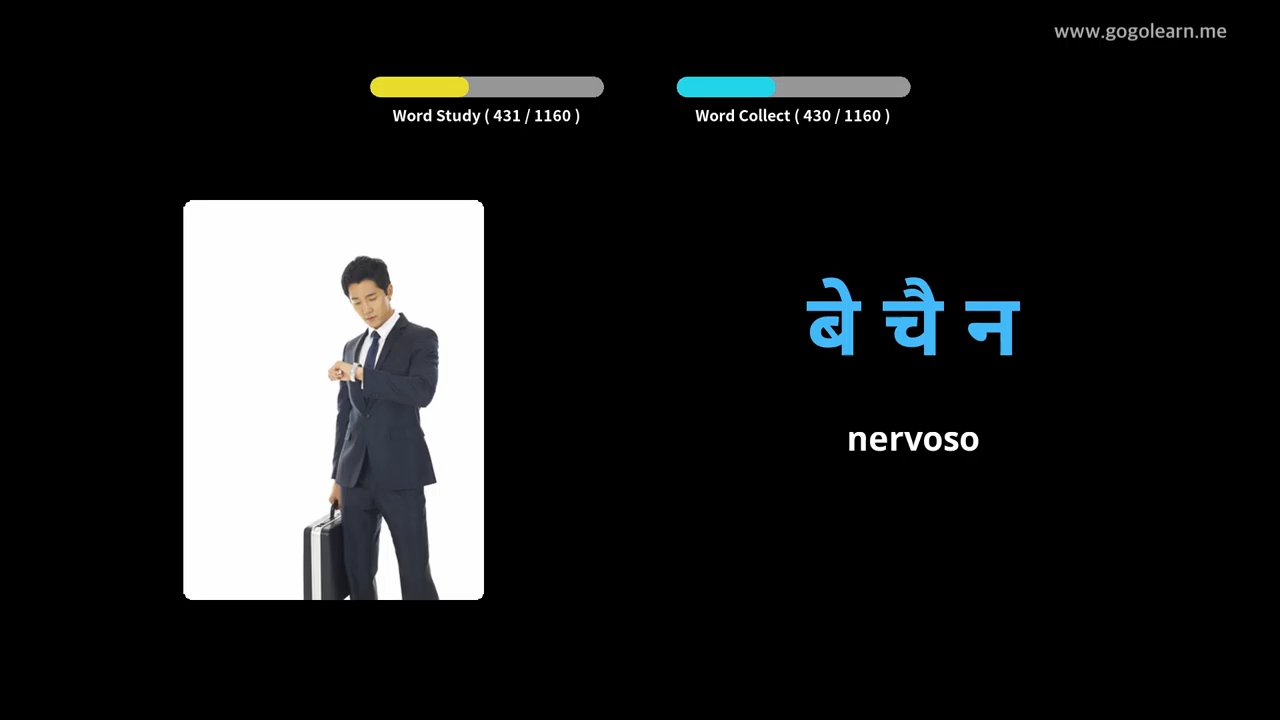 www.gogolearn.me
Word Study ( 431 / 1160 )
Word Collect ( 430 / 1160 )
बे चै न
nervoso